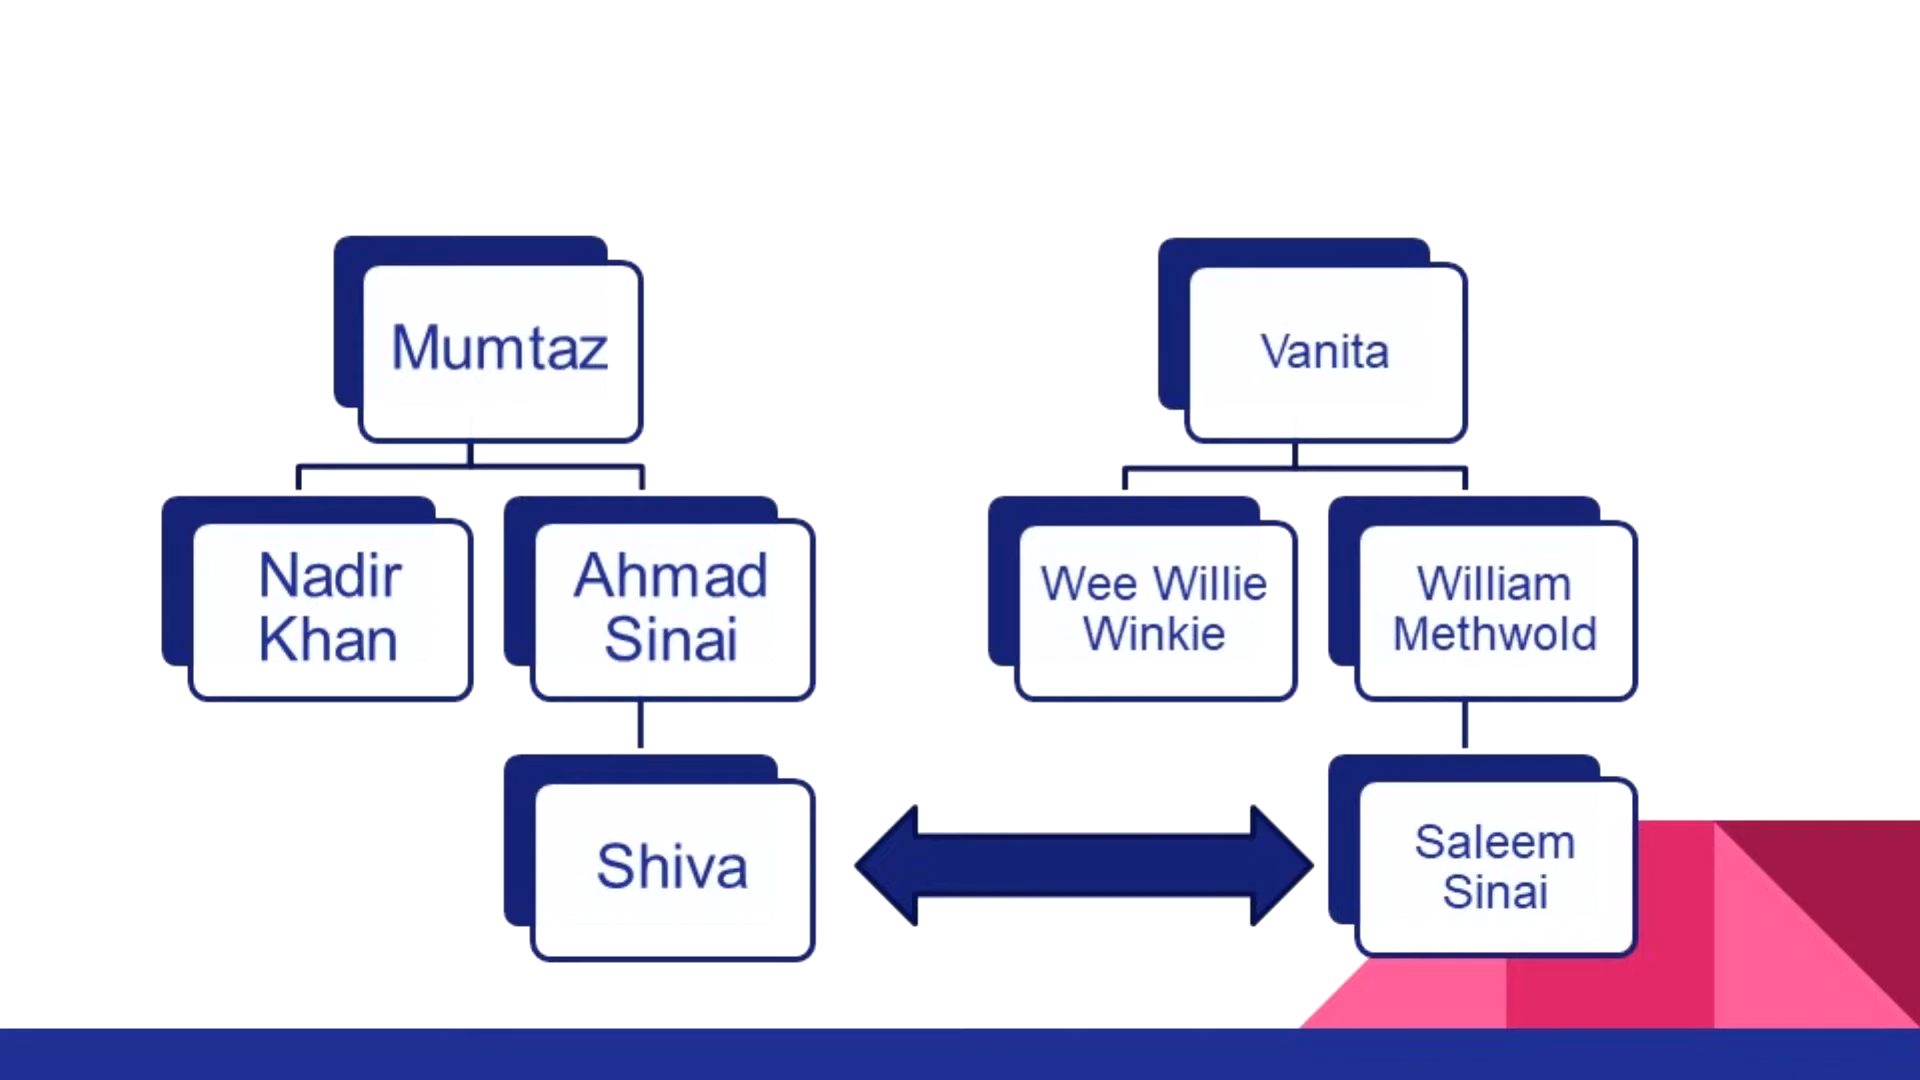 Mumtaz
Vanita
Nadir
Khan
Ahmad
Sinai
Wee Willie
Winkie
William
Methwold
Shiva
Saleem
Sinai